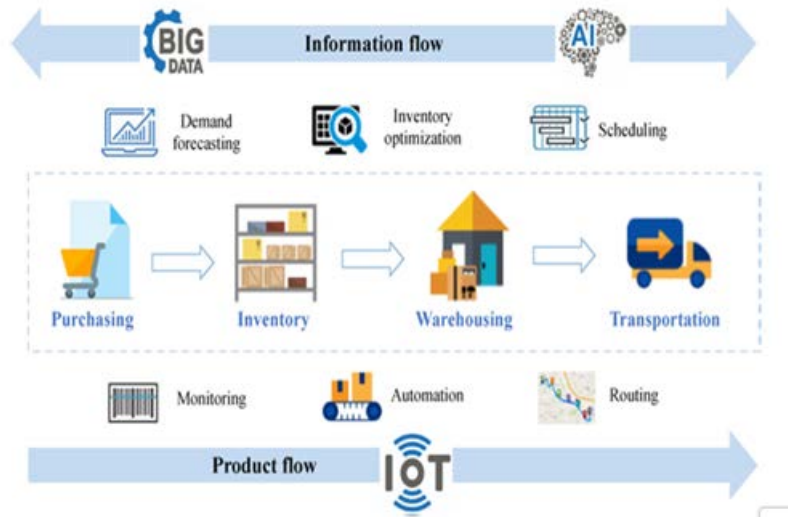 BIG
DATA
Information flow
AI
Demand
forecasting
Inventory
optimization
Scheduling
Purchasing
Inventory
Warehousing
Transportation
Monitoring
Automation
Routing
Product flow
IOT